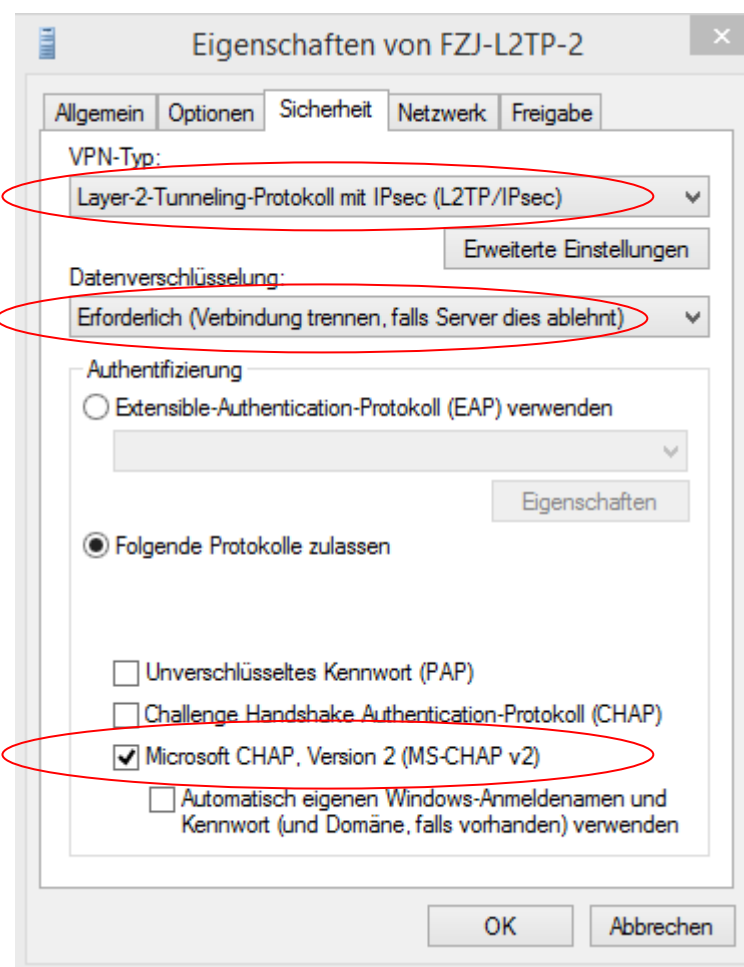 Eigenschaften von FZJ-L2TP-2
Allgemein Optionen Sicherheit Netzwerk Freigabe
VPN-Typ:
Layer-2-Tunneling-Protokoll mit IPsec (L2TP/IPsec)
Erweiterte Einstellungen
Datenverschlüsselung:
Erforderlich (Verbindung trennen, falls Server dies ablehnt)
Authentifizierung
Extensible-Authentication-Protokoll (EAP) verwenden
Eigenschaften
Folgende Protokolle zulassen
Unverschlüsseltes Kennwort (PAP)
Challenge Handshake Authentication-Protokoll (CHAP)
Microsoft CHAP, Version 2 (MS-CHAP v2)
Automatisch eigenen Windows-Anmeldenamen und
Kennwort (und Domäne, falls vorhanden) verwenden
OK Abbrechen